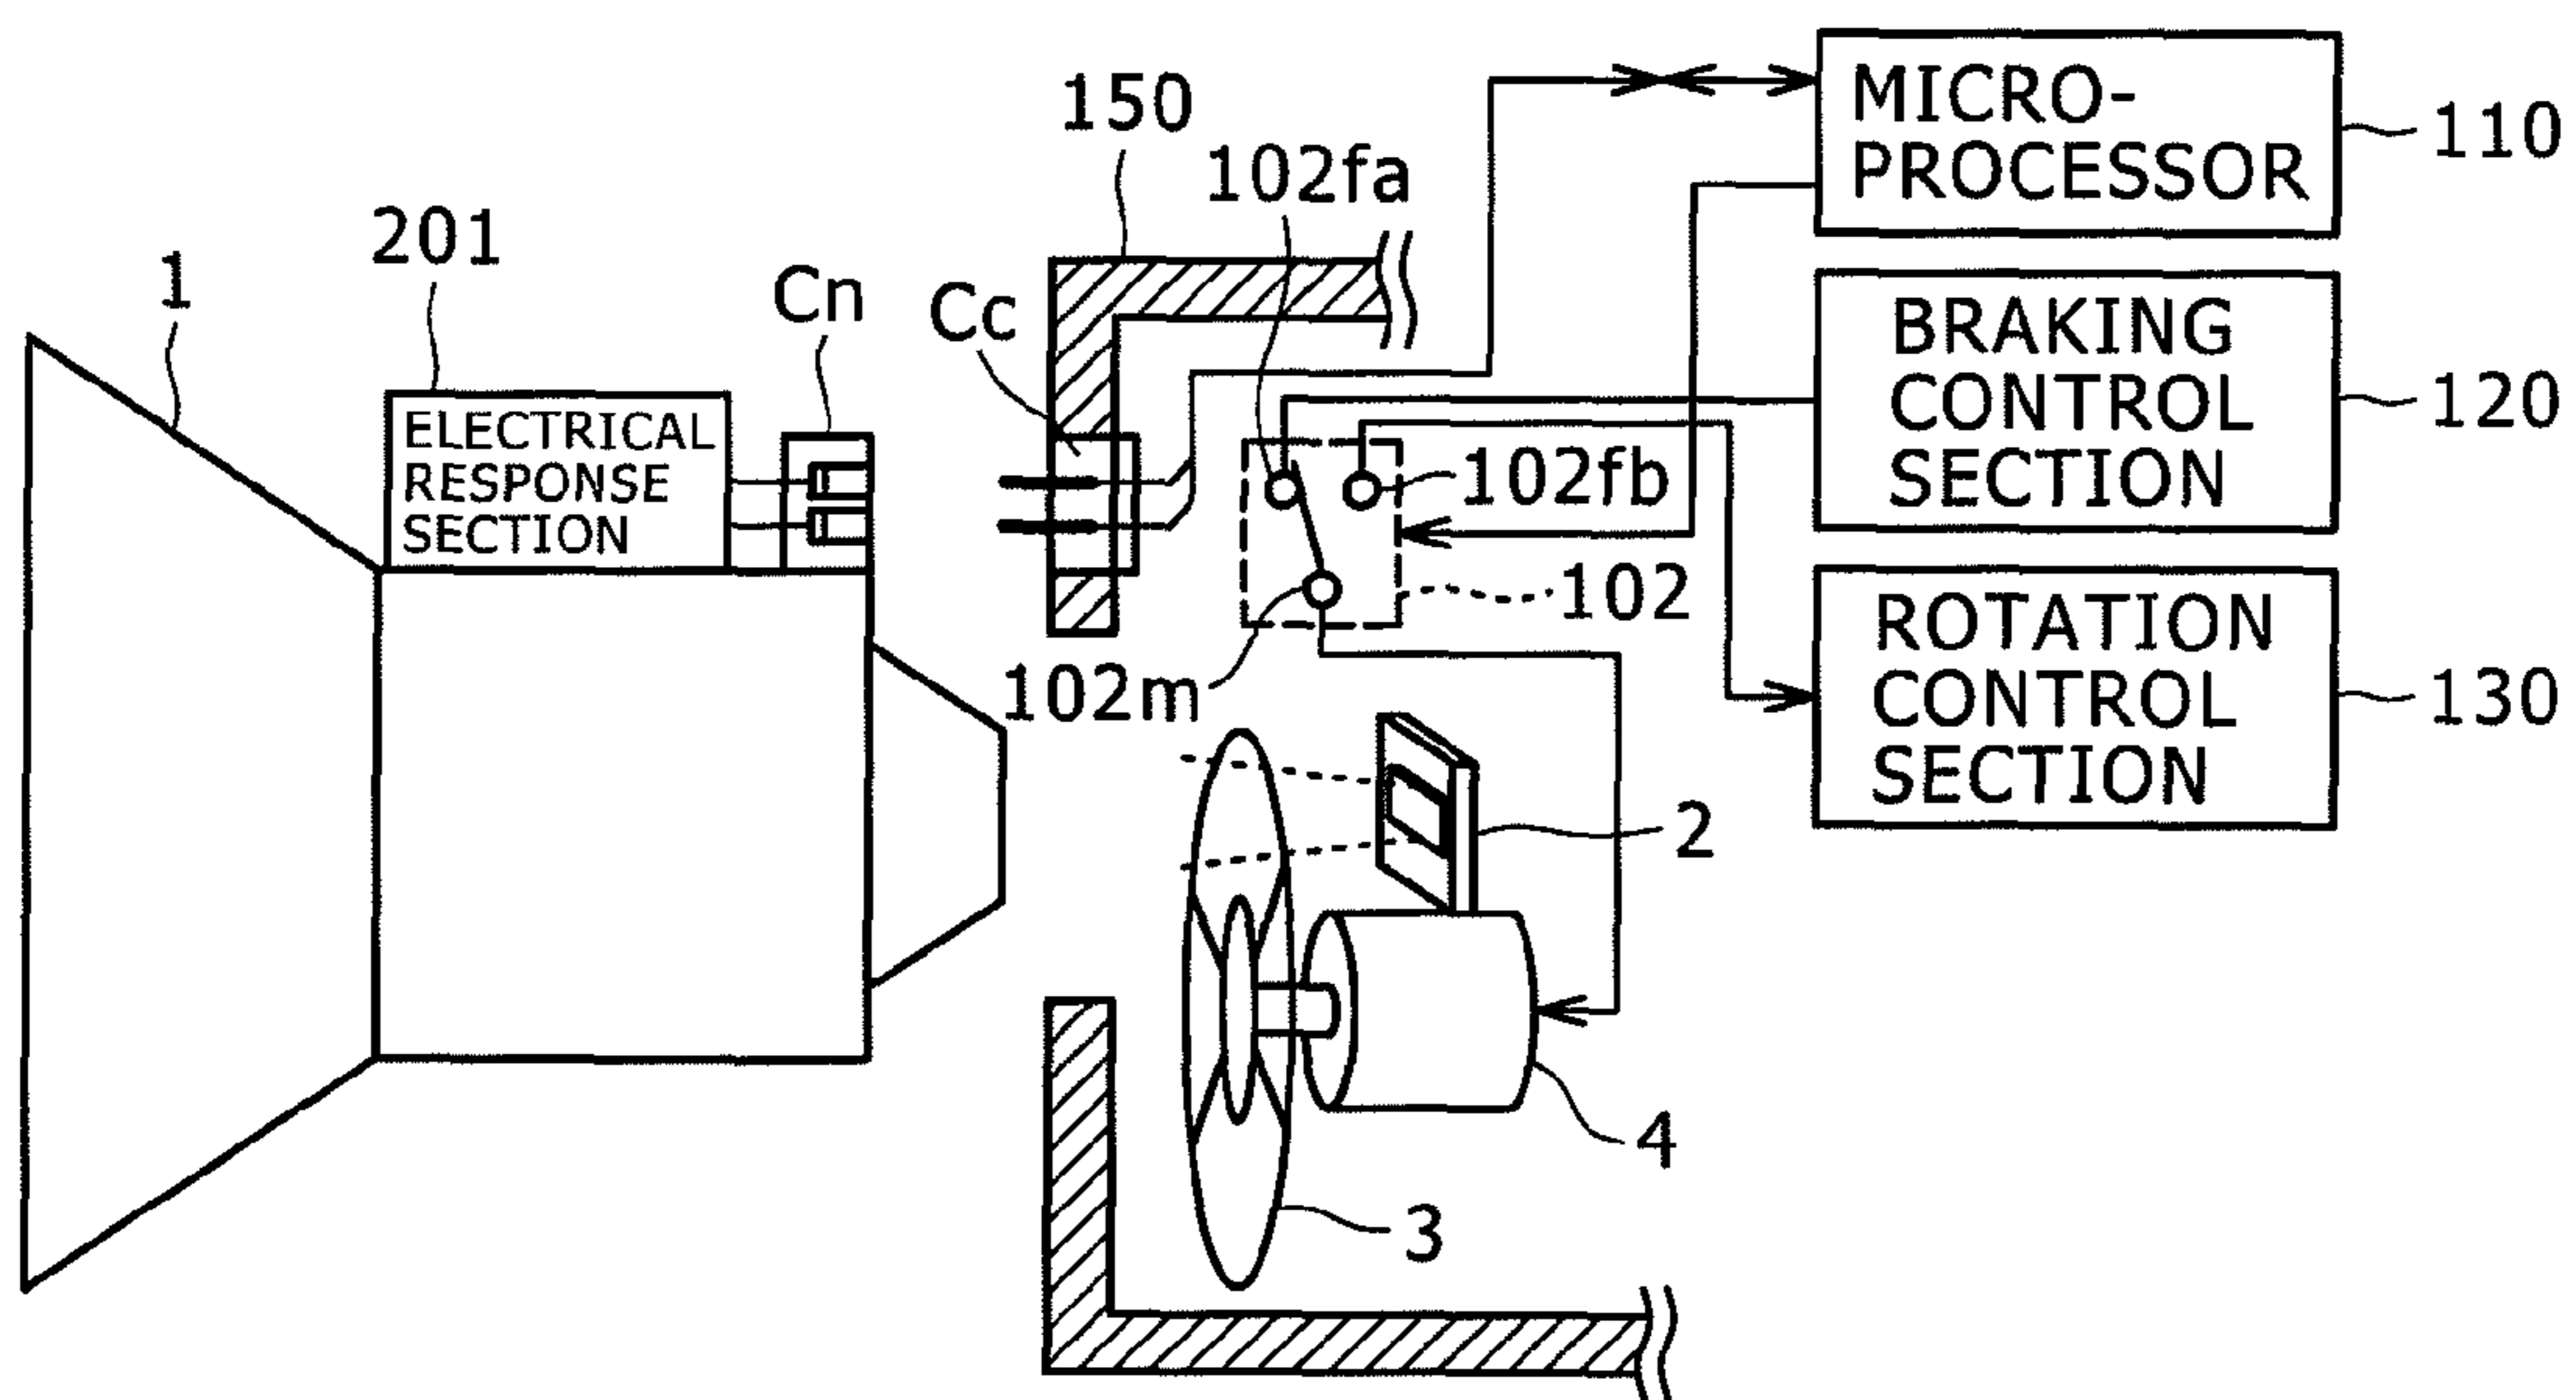 MICRO-
PROCESSOR
110
150
102fa
201
Cn
1
Cc
BRAKING
CONTROL
SECTION
120
ELECTRICAL
RESPONSE
SECTION
102fb
102
ROTATION
CONTROL
SECTION
130
102m
2
4
3